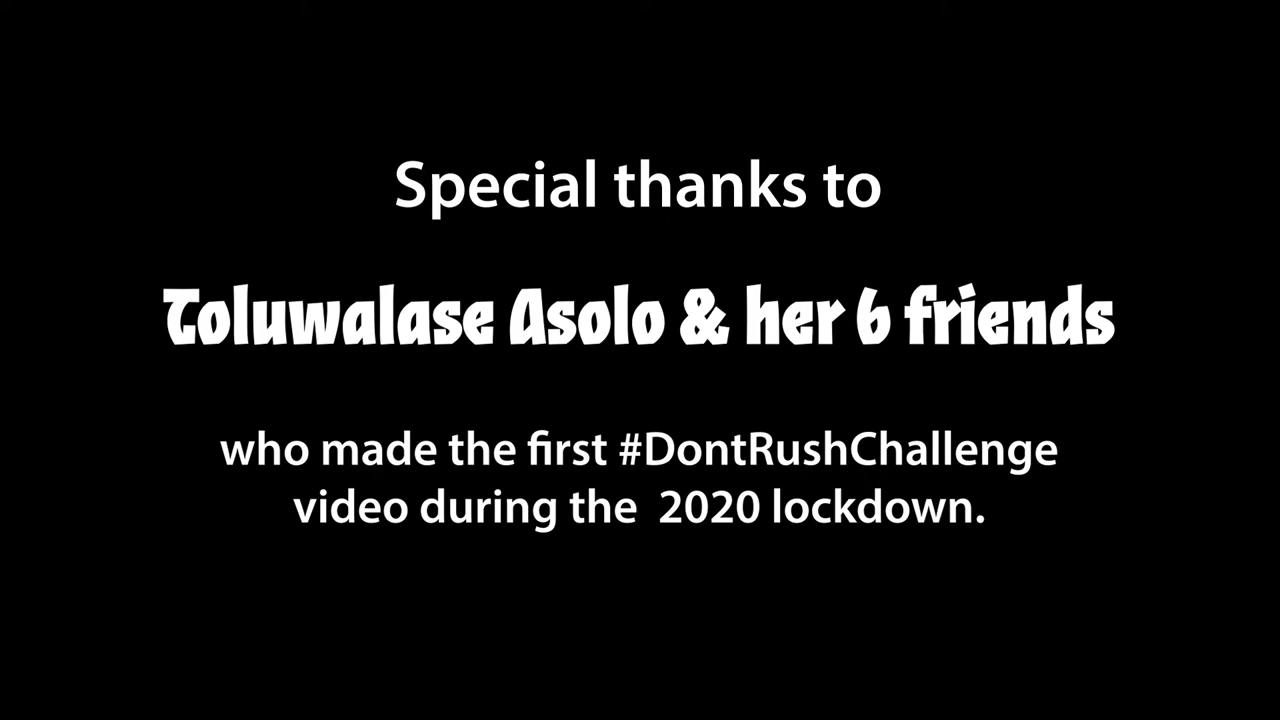 Special thanks to
Toluwalase Asolo & her 6 friends
who made the first #DontRushChallenge
video during the  2020 lockdown.